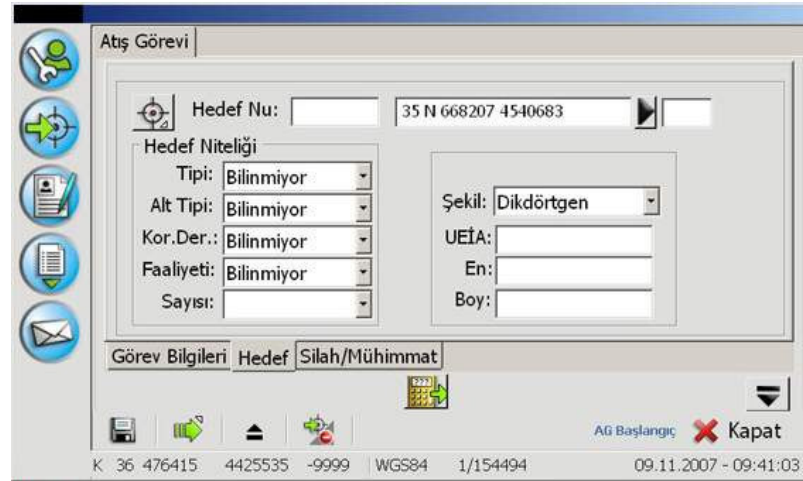 Atış Görevi
Hedef Nu: 35 N 668207 4540683
Hedef Niteliği
Tipi: Bilinmiyor
Alt Tipi: Bilinmiyor
Kor.Der.: Bilinmiyor
Faaliyeti: Bilinmiyor
Sayısı:
Şekil: Dikdörtgen
UEİA:
En:
Boy:
Görev Bilgileri Hedef Silah/Mühimmat
AG Başlangıç Kapat
K 36 476415 4425535 -9999 WGS84 1/154494 09.11.2007 - 09:41:03